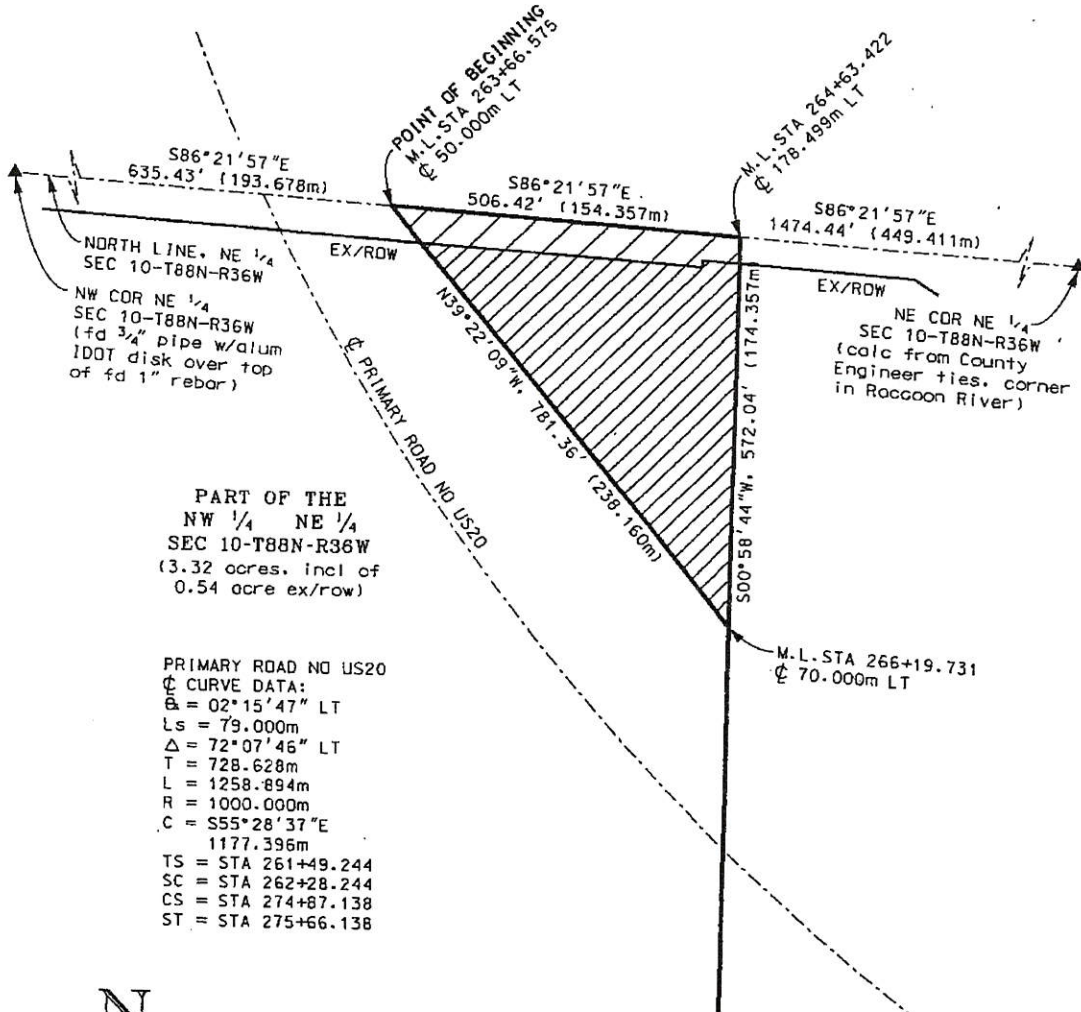 POINT OF BEGINNING
M.L.STA 263+66.575
℄ 50.000m LT
M.L.STA 264+63.422
℄ 178.499m LT
S86°21'57"E
635.43' (193.678m)
S86°21'57"E
506.42' (154.357m)
S86°21'57"E
1474.44' (449.411m)
NORTH LINE, NE 1/4
SEC 10-T88N-R36W
EX/ROW
EX/ROW
NW COR NE 1/4
SEC 10-T88N-R36W
(fd 3/4" pipe w/alum
IDOT disk over top
of fd 1" rebar)
NE COR NE 1/4
SEC 10-T88N-R36W
(calc from County
Engineer ties. corner
in Raccoon River)
N39°22'09"W, 781.36' (238.160m)
S00°58'44"W, 572.04' (174.357m)
℄ PRIMARY ROAD NO US20
PART OF THE
NW 1/4 NE 1/4
SEC 10-T88N-R36W
(3.32 acres, incl of
0.54 acre ex/row)
M.L.STA 266+19.731
℄ 70.000m LT
PRIMARY ROAD NO US20
℄ CURVE DATA:
= 02°15'47" LT
Ls = 79.000m
Δ = 72°07'46" LT
T = 728.628m
L = 1258.894m
R = 1000.000m
C = S55°28'37"E
1177.396m
TS = STA 261+49.244
SC = STA 262+28.244
CS = STA 274+87.138
ST = STA 275+66.138
N